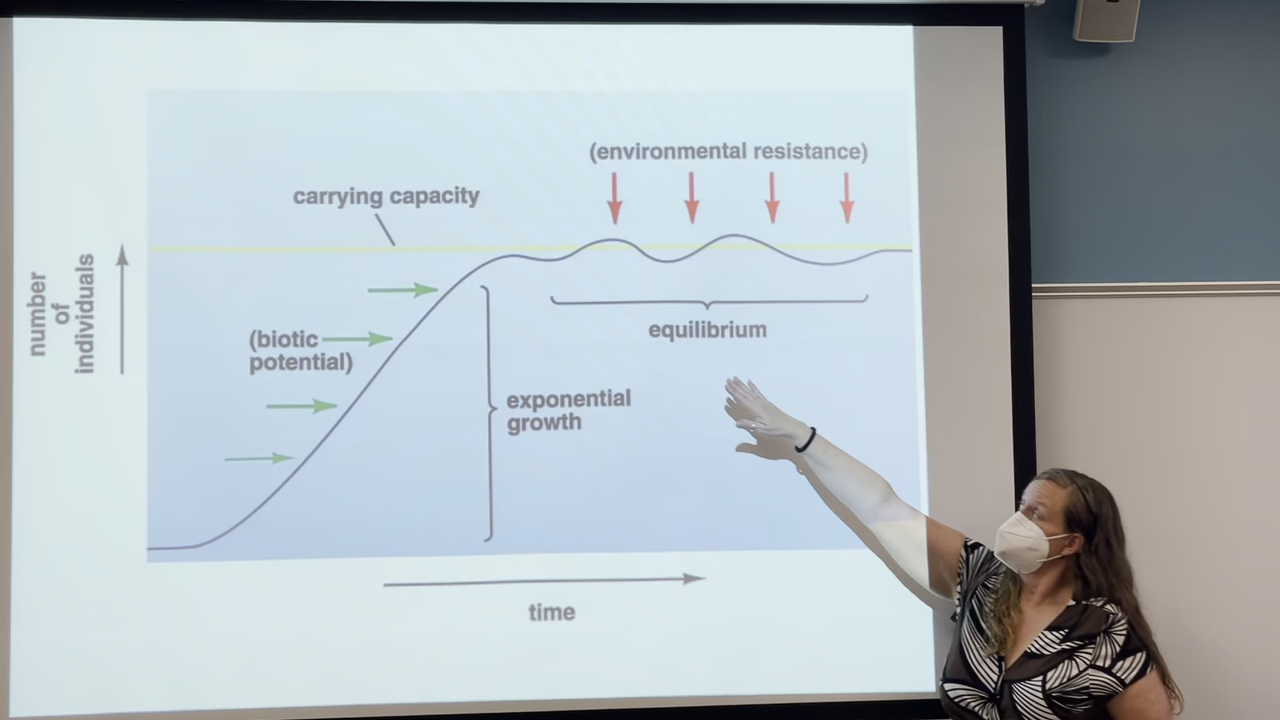 (environmental resistance)
carrying capacity
number
of
individuals
(biotic
potential)
equilibrium
exponential
growth
time